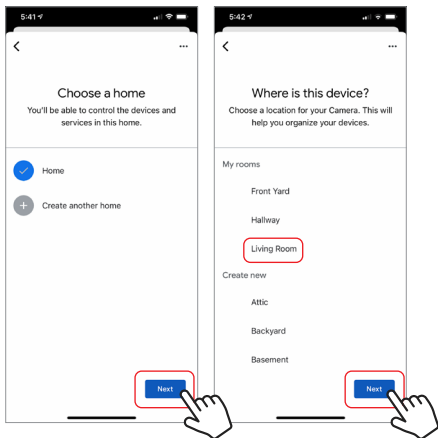 5:41
Choose a home
You'll be able to control the devices and
services in this home.
Home
Create another home
Next
5:42
Where is this device?
Choose a location for your Camera. This will
help you organize your devices.
My rooms
Front Yard
Hallway
Living Room
Create new
Attic
Backyard
Basement
Next